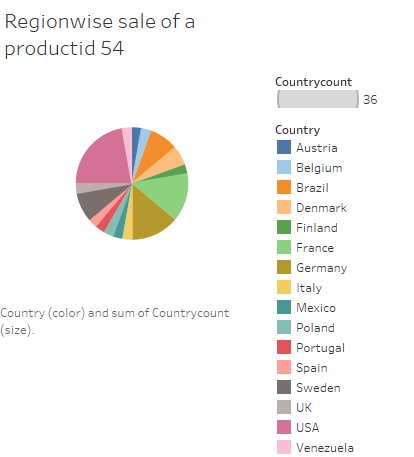 Regionwise sale of a
productid 54
Countrycount
36
Country
Austria
Belgium
Brazil
Denmark
Finland
France
Germany
Italy
Mexico
Poland
Portugal
Spain
Sweden
UK
USA
Venezuela
Country (color) and sum of Countrycount
(size).